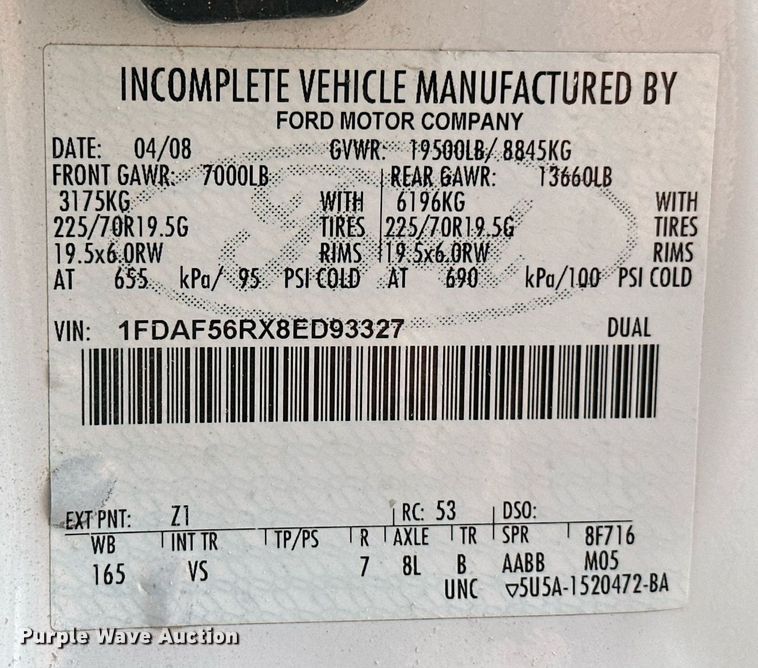 INCOMPLETE VEHICLE MANUFACTURED BY
FORD MOTOR COMPANY
DATE: 04/08 GVWR: 19500LB/ 8845KG
FRONT GAWR: 7000LB REAR GAWR: 13660LB
3175KG WITH 6196KG WITH
225/70R19.5G TIRES 225/70R19.5G TIRES
19.5x6.0RW RIMS 19.5x6.0RW RIMS
AT 655 kPa/ 95 PSI COLD AT 690 kPa/100 PSI COLD
VIN: 1FDAF56RX8ED93327 DUAL
EXT PNT: Z1 RC: 53 DSO:
WB INT TR TP/PS R AXLE TR SPR 8F716
165 VS 7 8L B AABB M05
UNC ▽5U5A-1520472-BA
Purple Wave Auction